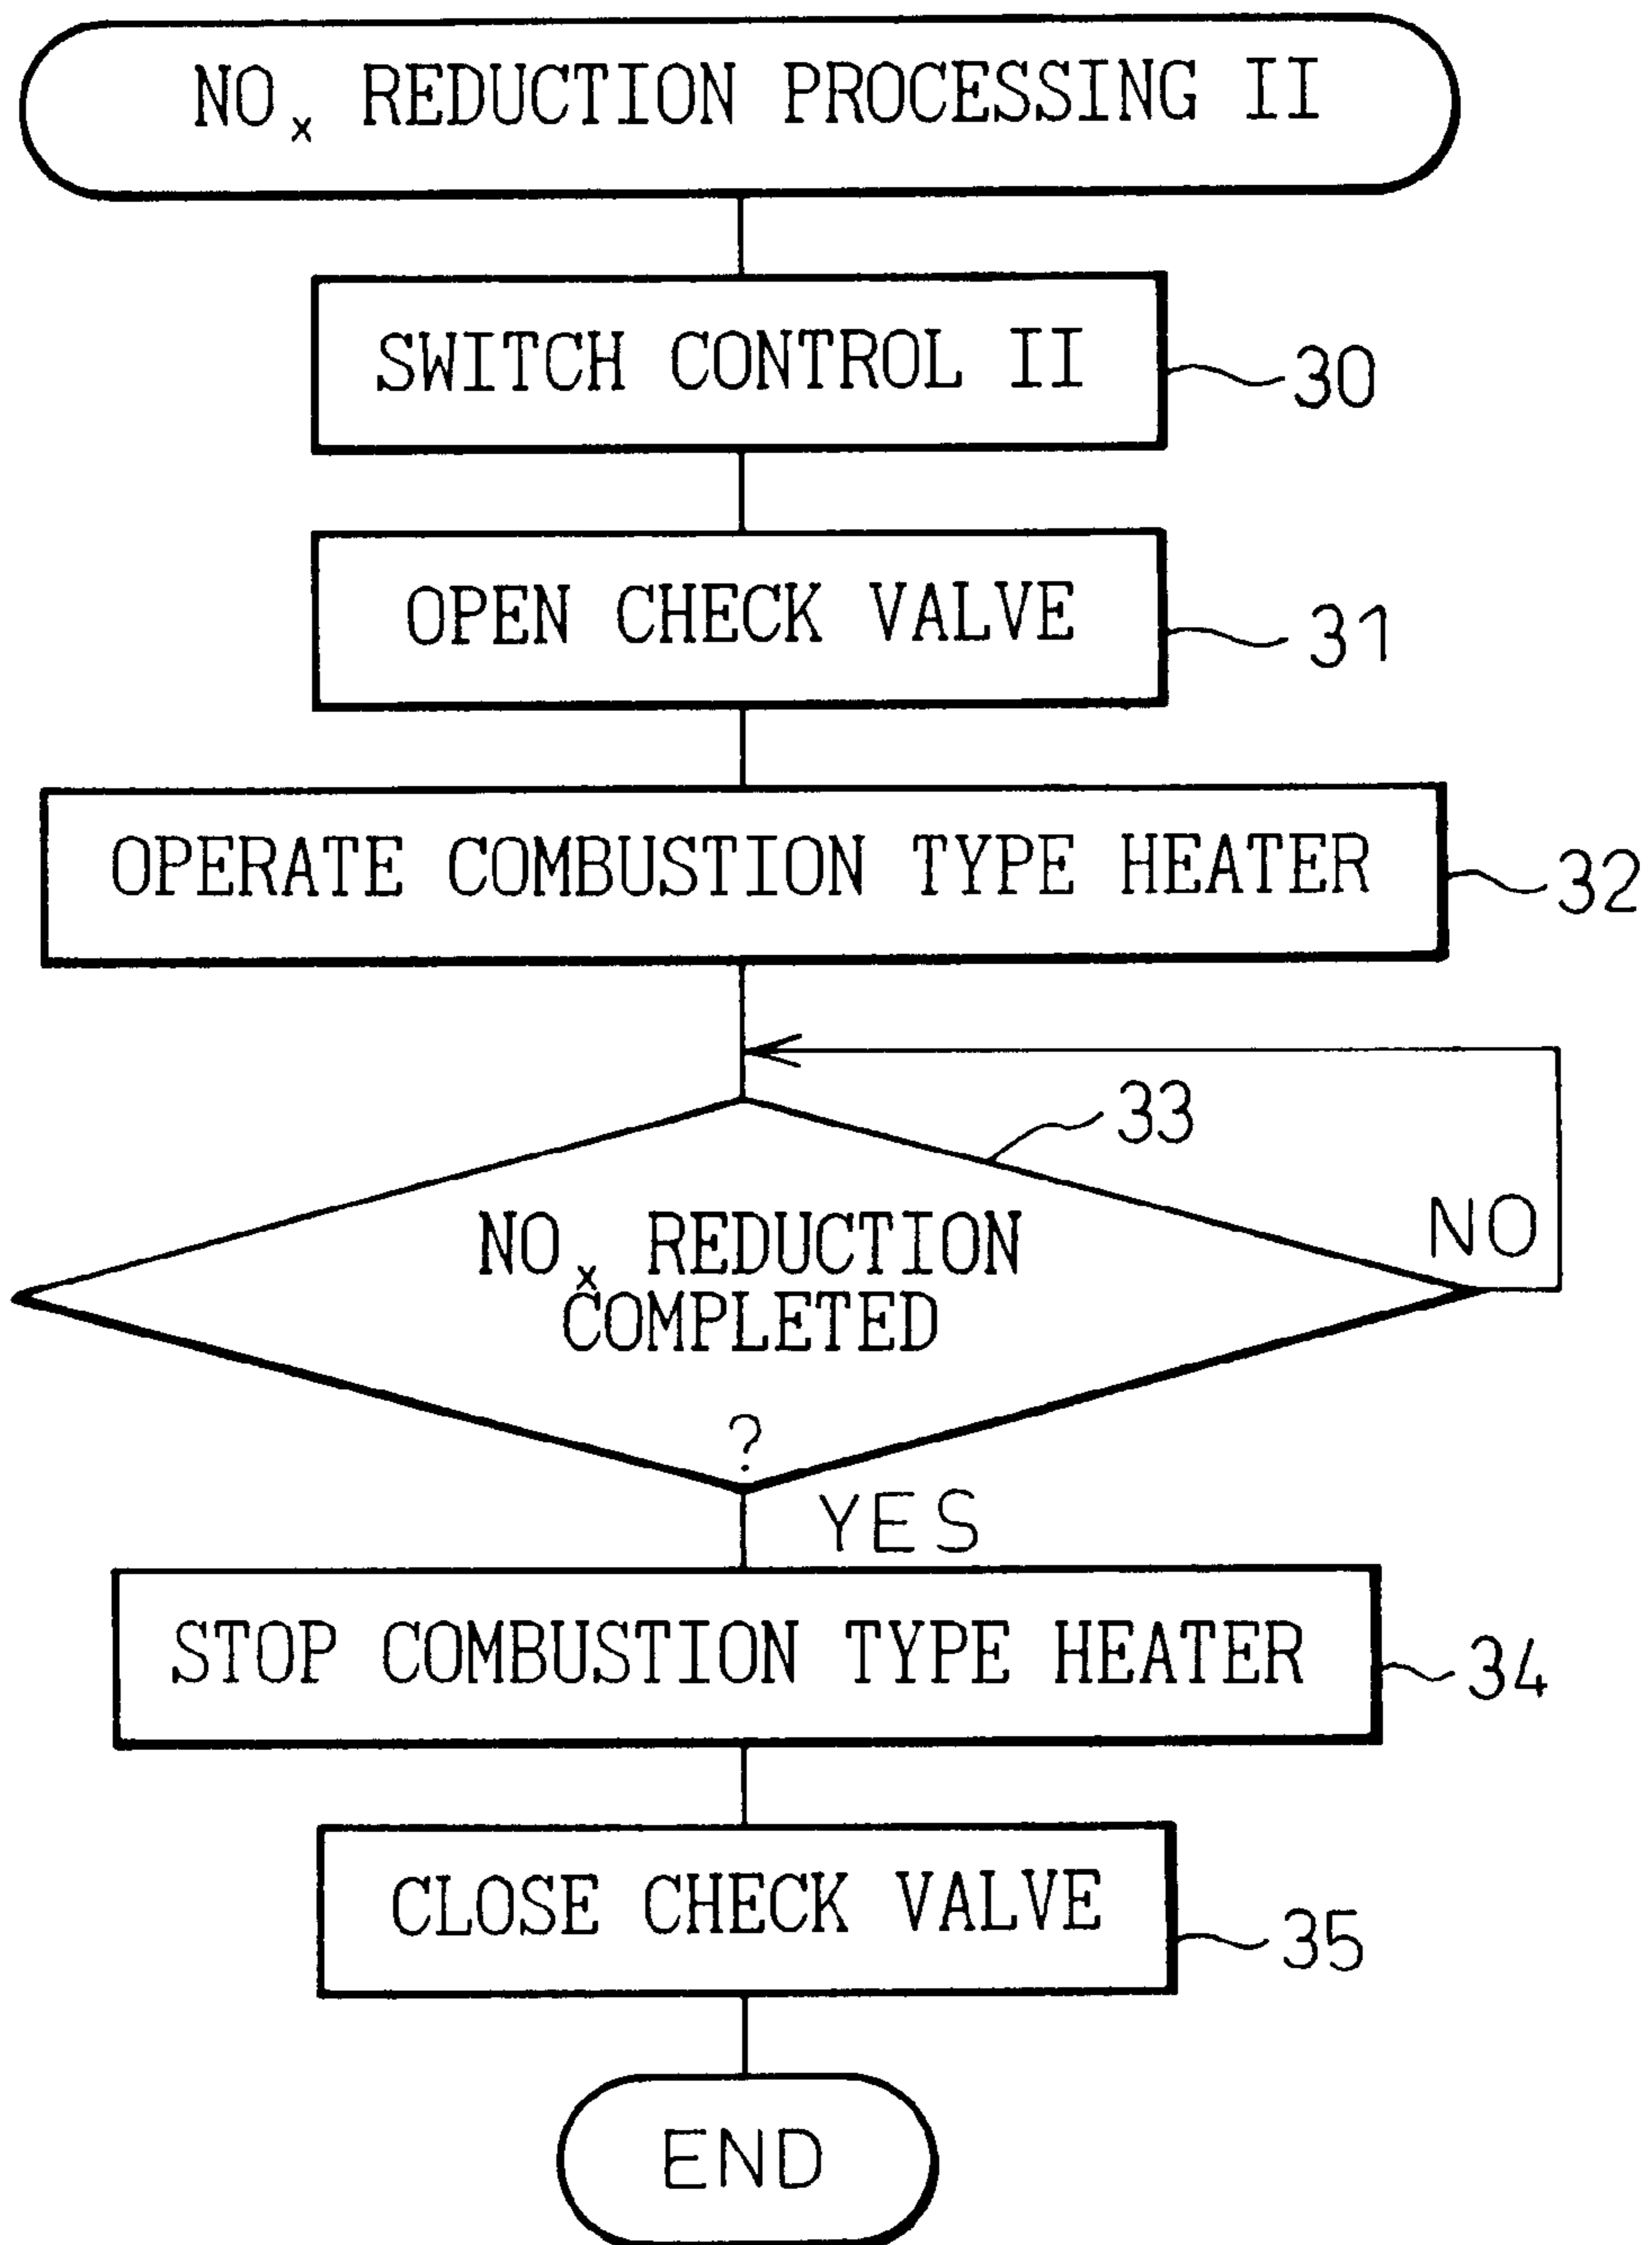 NOx REDUCTION PROCESSING II
SWITCH CONTROL II
30
OPEN CHECK VALVE
31
OPERATE COMBUSTION TYPE HEATER
32
33
NO
NOx REDUCTION
COMPLETED
?
YES
STOP COMBUSTION TYPE HEATER
34
CLOSE CHECK VALVE
35
END